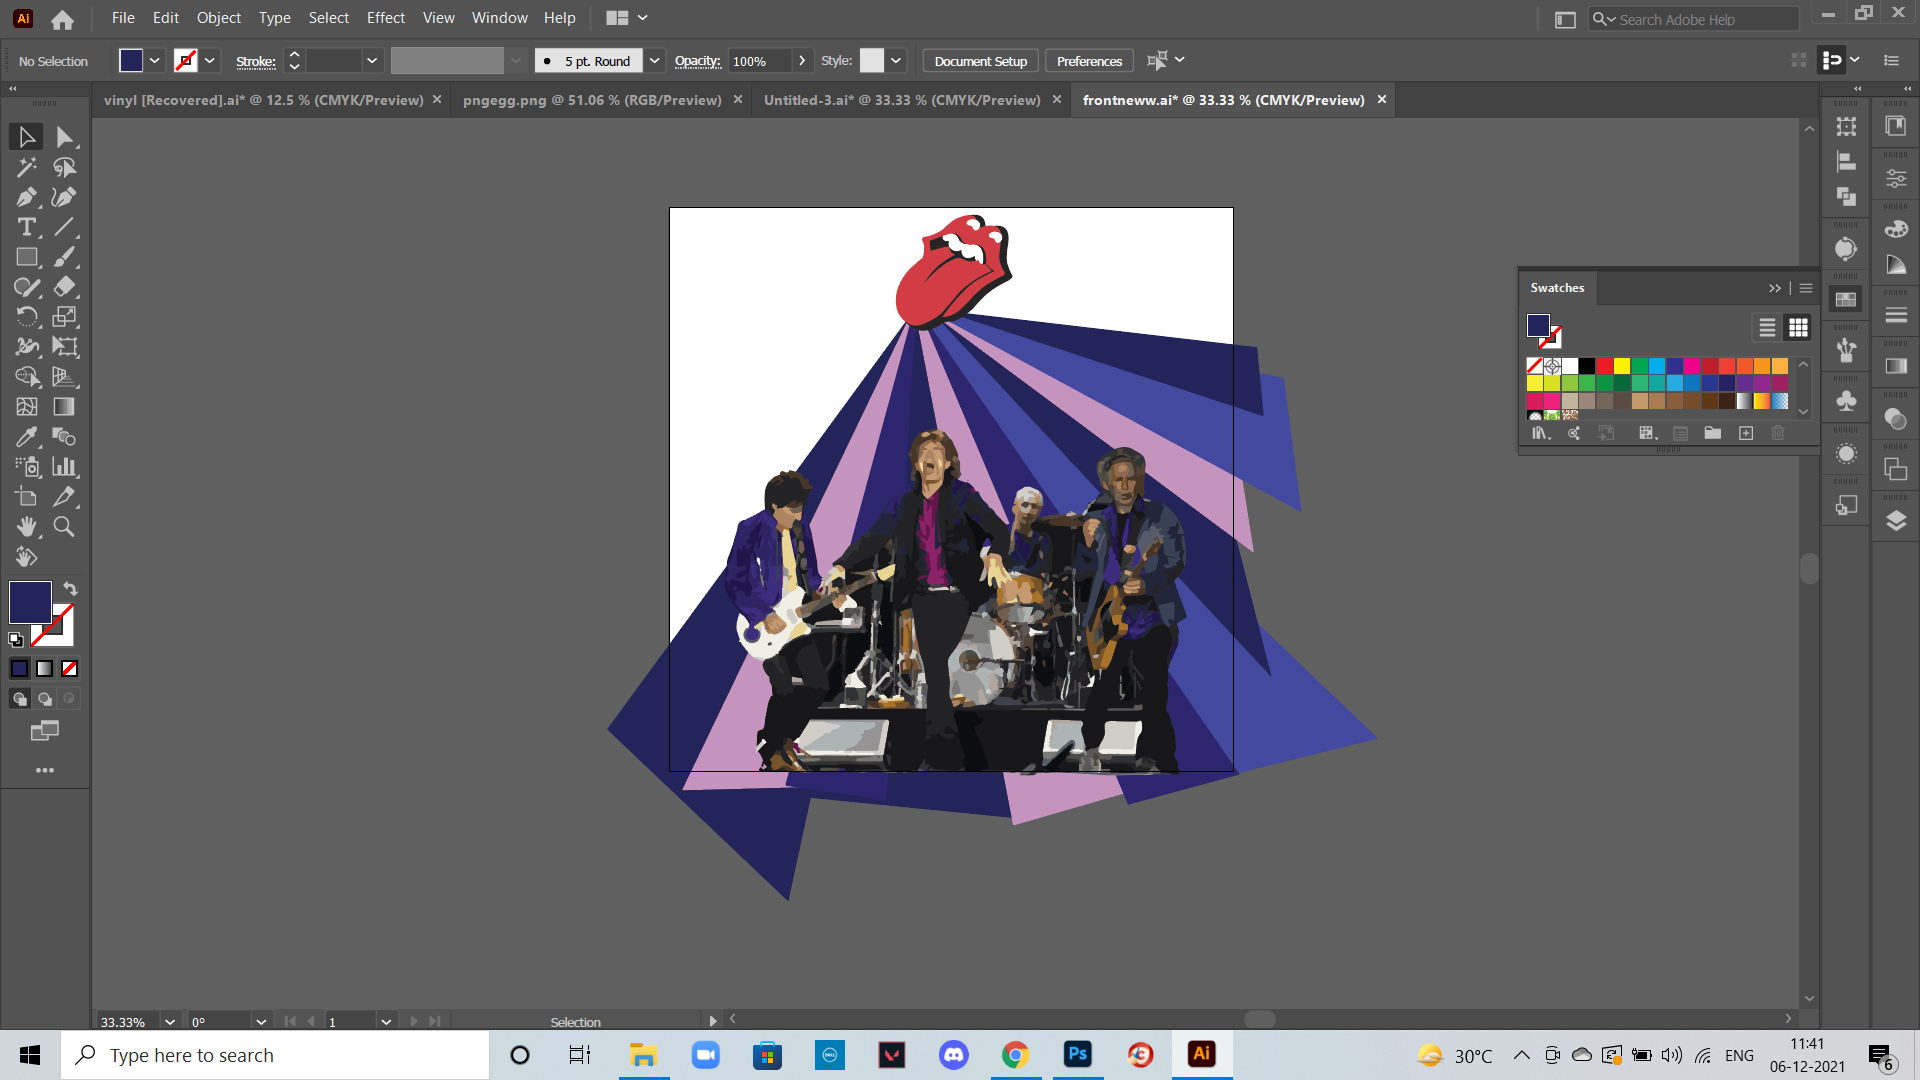 Ai File Edit Object Type Select Effect View Window Help Search Adobe Help
No Selection Stroke: 5 pt. Round Opacity: 100% Style: Document Setup Preferences
vinyl [Recovered].ai* @ 12.5 % (CMYK/Preview) pngegg.png @ 51.06 % (RGB/Preview) Untitled-3.ai* @ 33.33 % (CMYK/Preview) frontneww.ai* @ 33.33 % (CMYK/Preview)
Swatches
33.33% 0° 1 Selection
Type here to search Ps Ai 30°C ENG 11:41
06-12-2021 6